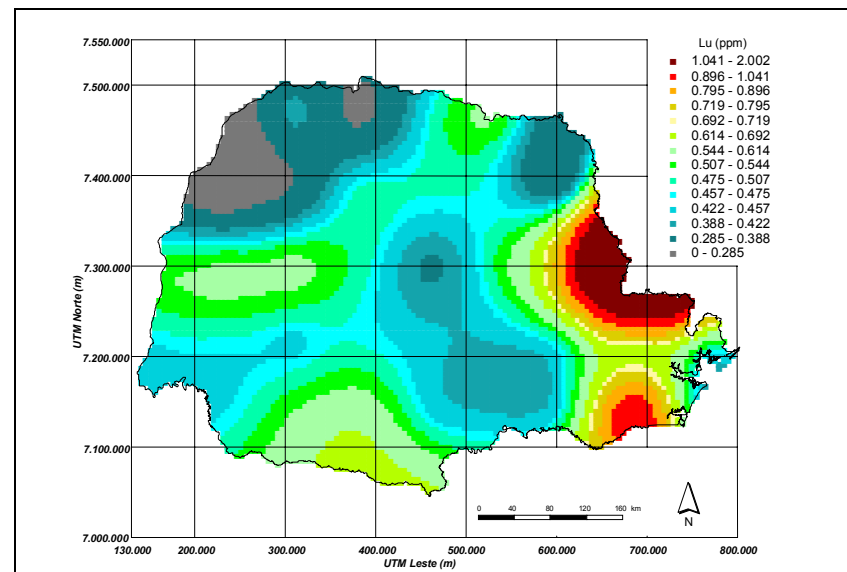 Lu (ppm)
1.041 - 2.002
0.896 - 1.041
0.795 - 0.896
0.719 - 0.795
0.692 - 0.719
0.614 - 0.692
0.544 - 0.614
0.507 - 0.544
0.475 - 0.507
0.457 - 0.475
0.422 - 0.457
0.388 - 0.422
0.285 - 0.388
0 - 0.285
7.550.000
7.500.000
7.400.000
7.300.000
7.200.000
7.100.000
7.000.000
UTM Norte (m)
0 40 80 120 160 km
N
130.000 200.000 300.000 400.000 500.000 600.000 700.000 800.000
UTM Leste (m)